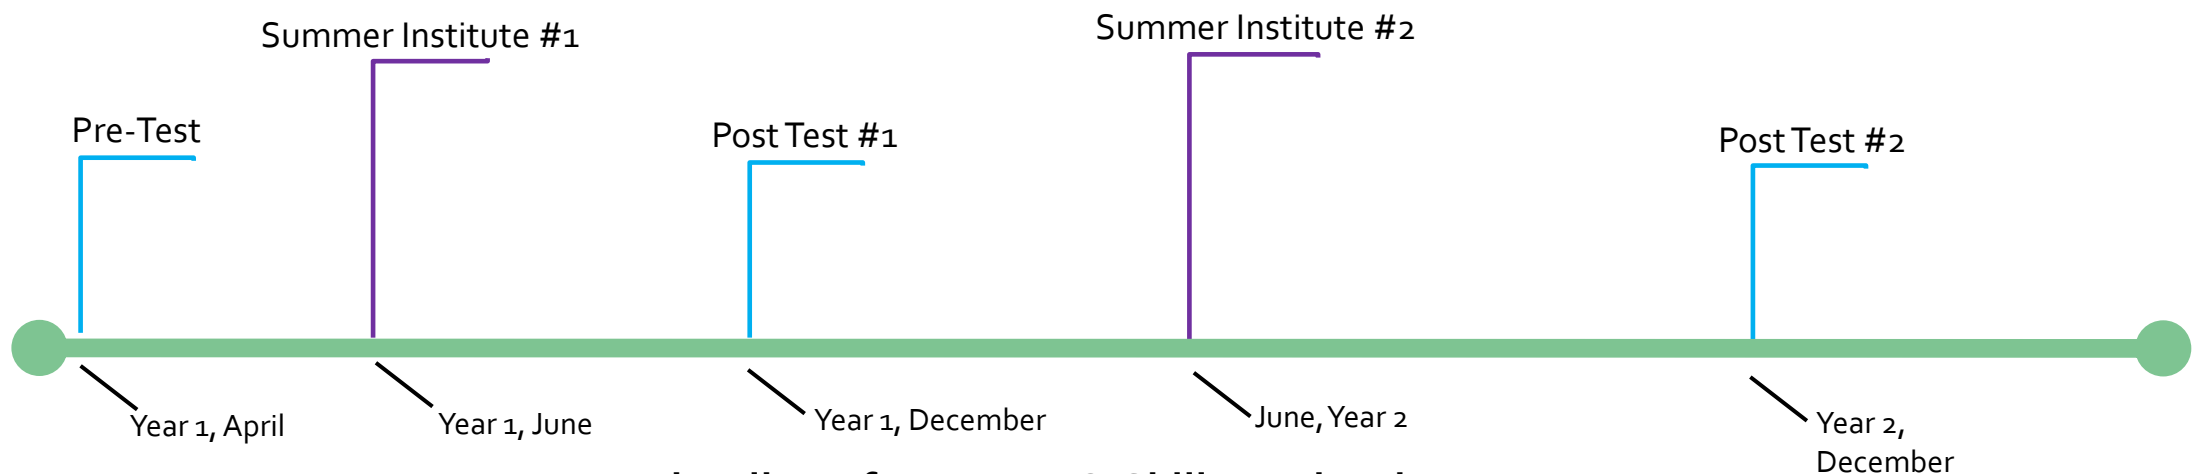 Summer Institute #1
Summer Institute #2
Pre-Test
Post Test #1
Post Test #2
Year 1, April
Year 1, June
Year 1, December
June, Year 2
Year 2,
December